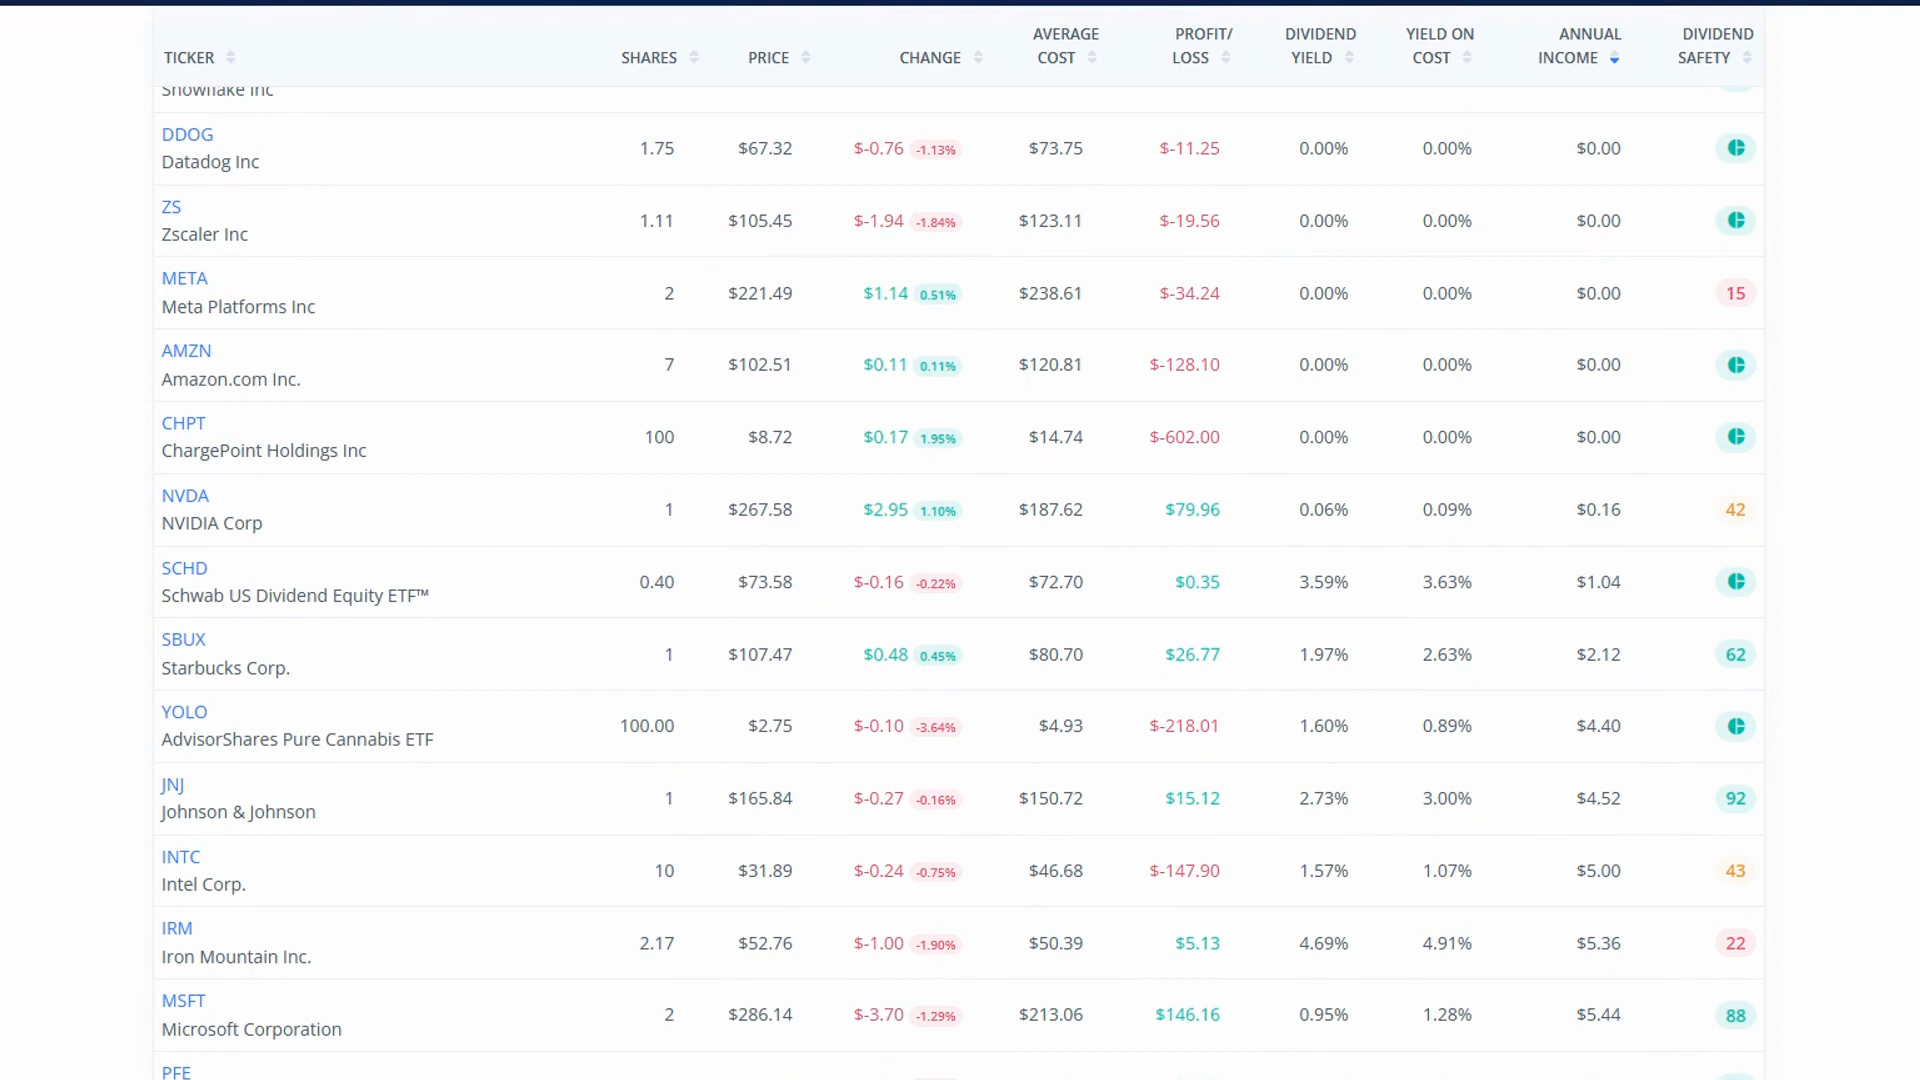 TICKER SHARES PRICE CHANGE AVERAGE COST PROFIT/ LOSS DIVIDEND YIELD YIELD ON COST ANNUAL INCOME DIVIDEND SAFETY
Snowflake Inc
DDOG
Datadog Inc
1.75 $67.32 $-0.76 -1.13% $73.75 $-11.25 0.00% 0.00% $0.00
ZS
Zscaler Inc
1.11 $105.45 $-1.94 -1.84% $123.11 $-19.56 0.00% 0.00% $0.00
META
Meta Platforms Inc
2 $221.49 $1.14 0.51% $238.61 $-34.24 0.00% 0.00% $0.00 15
AMZN
Amazon.com Inc.
7 $102.51 $0.11 0.11% $120.81 $-128.10 0.00% 0.00% $0.00
CHPT
ChargePoint Holdings Inc
100 $8.72 $0.17 1.95% $14.74 $-602.00 0.00% 0.00% $0.00
NVDA
NVIDIA Corp
1 $267.58 $2.95 1.10% $187.62 $79.96 0.06% 0.09% $0.16 42
SCHD
Schwab US Dividend Equity ETF™
0.40 $73.58 $-0.16 -0.22% $72.70 $0.35 3.59% 3.63% $1.04
SBUX
Starbucks Corp.
1 $107.47 $0.48 0.45% $80.70 $26.77 1.97% 2.63% $2.12 62
YOLO
AdvisorShares Pure Cannabis ETF
100.00 $2.75 $-0.10 -3.64% $4.93 $-218.01 1.60% 0.89% $4.40
JNJ
Johnson & Johnson
1 $165.84 $-0.27 -0.16% $150.72 $15.12 2.73% 3.00% $4.52 92
INTC
Intel Corp.
10 $31.89 $-0.24 -0.75% $46.68 $-147.90 1.57% 1.07% $5.00 43
IRM
Iron Mountain Inc.
2.17 $52.76 $-1.00 -1.90% $50.39 $5.13 4.69% 4.91% $5.36 22
MSFT
Microsoft Corporation
2 $286.14 $-3.70 -1.29% $213.06 $146.16 0.95% 1.28% $5.44 88
PFE